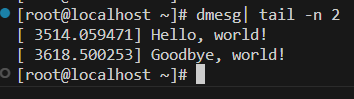 [root@localhost ~]# dmesg| tail -n 2
[ 3514.059471] Hello, world!
[ 3618.500253] Goodbye, world!
[root@localhost ~]#